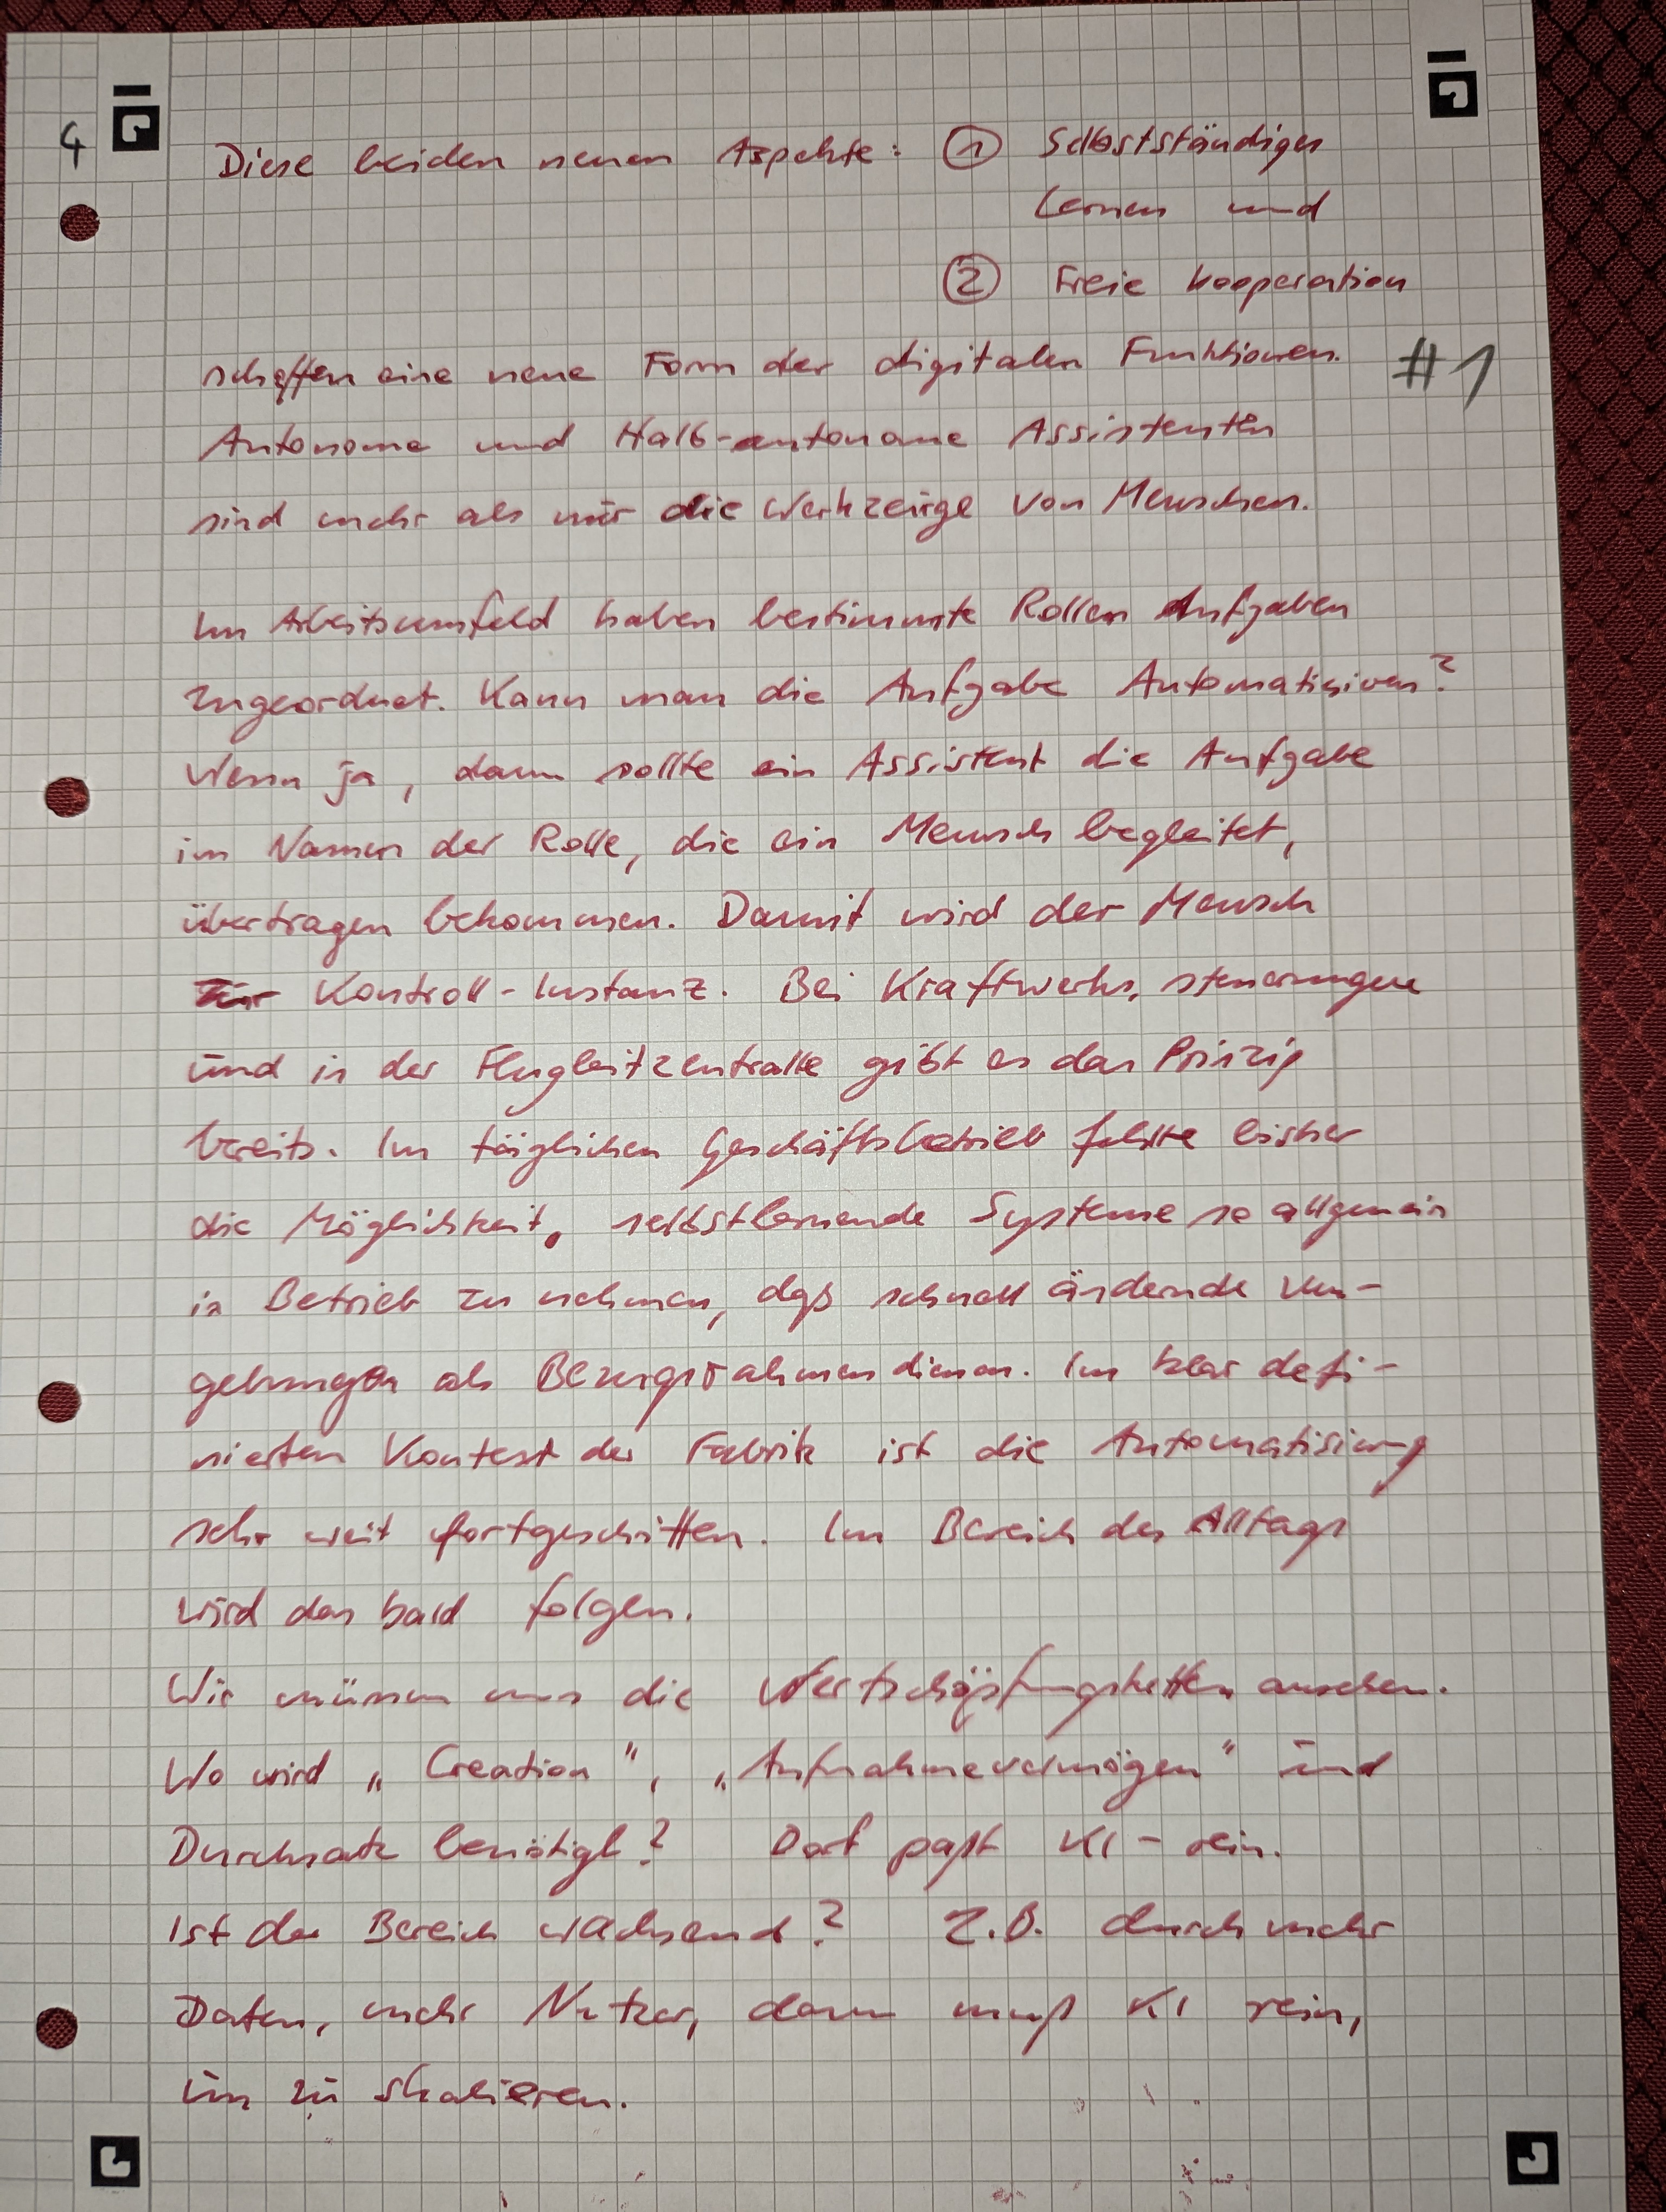 4
Diese beiden neuen Aspekte: ① Selbstständiges
Lernen und
② Freie Kooperation
schaffen eine neue Form der digitalen Funktionen. #1
Autonome und Halb-autonome Assistenten
sind mehr als nur die Werkzeuge von Menschen.
Im Arbeitsumfeld haben bestimmte Rollen Aufgaben
zugeordnet. Kann man die Aufgabe Automatisieren?
Wenn ja, dann sollte ein Assistent die Aufgabe
im Namen der Rolle, die ein Mensch begleitet,
übertragen bekommen. Damit wird der Mensch
zur Kontroll-Instanz. Bei Kraftwerks, steuerungen
und in der Flugleitzentralle gibt es das Prinzip
bereits. Im täglichen Geschäftsbetrieb fehlte bisher
die Möglichkeit, selbstlernende Systeme so allgemein
in Betrieb zu nehmen, daß schnell ändernde Um-
gebungen als Bezugsrahmen dienen. Im klar defi-
nierten Kontext der Fabrik ist die Automatisierung
sehr weit fortgeschritten. Im Bereich des Alltags
wird das bald folgen.
Wir müssen uns die Wertschöpfungsketten ansehen.
Wo wird „Creation", „Aufnahmevermögen" und
Durchsatz benötigt? Dort paßt KI-rein.
Ist der Bereich wachsend? Z.B. durch mehr
Daten, mehr Nutzer, dann muß KI rein,
um zu skalieren.